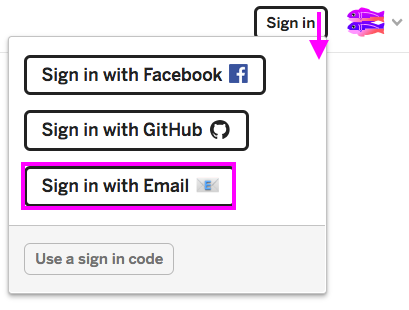 Sign in
Sign in with Facebook
Sign in with GitHub
Sign in with Email
Use a sign in code